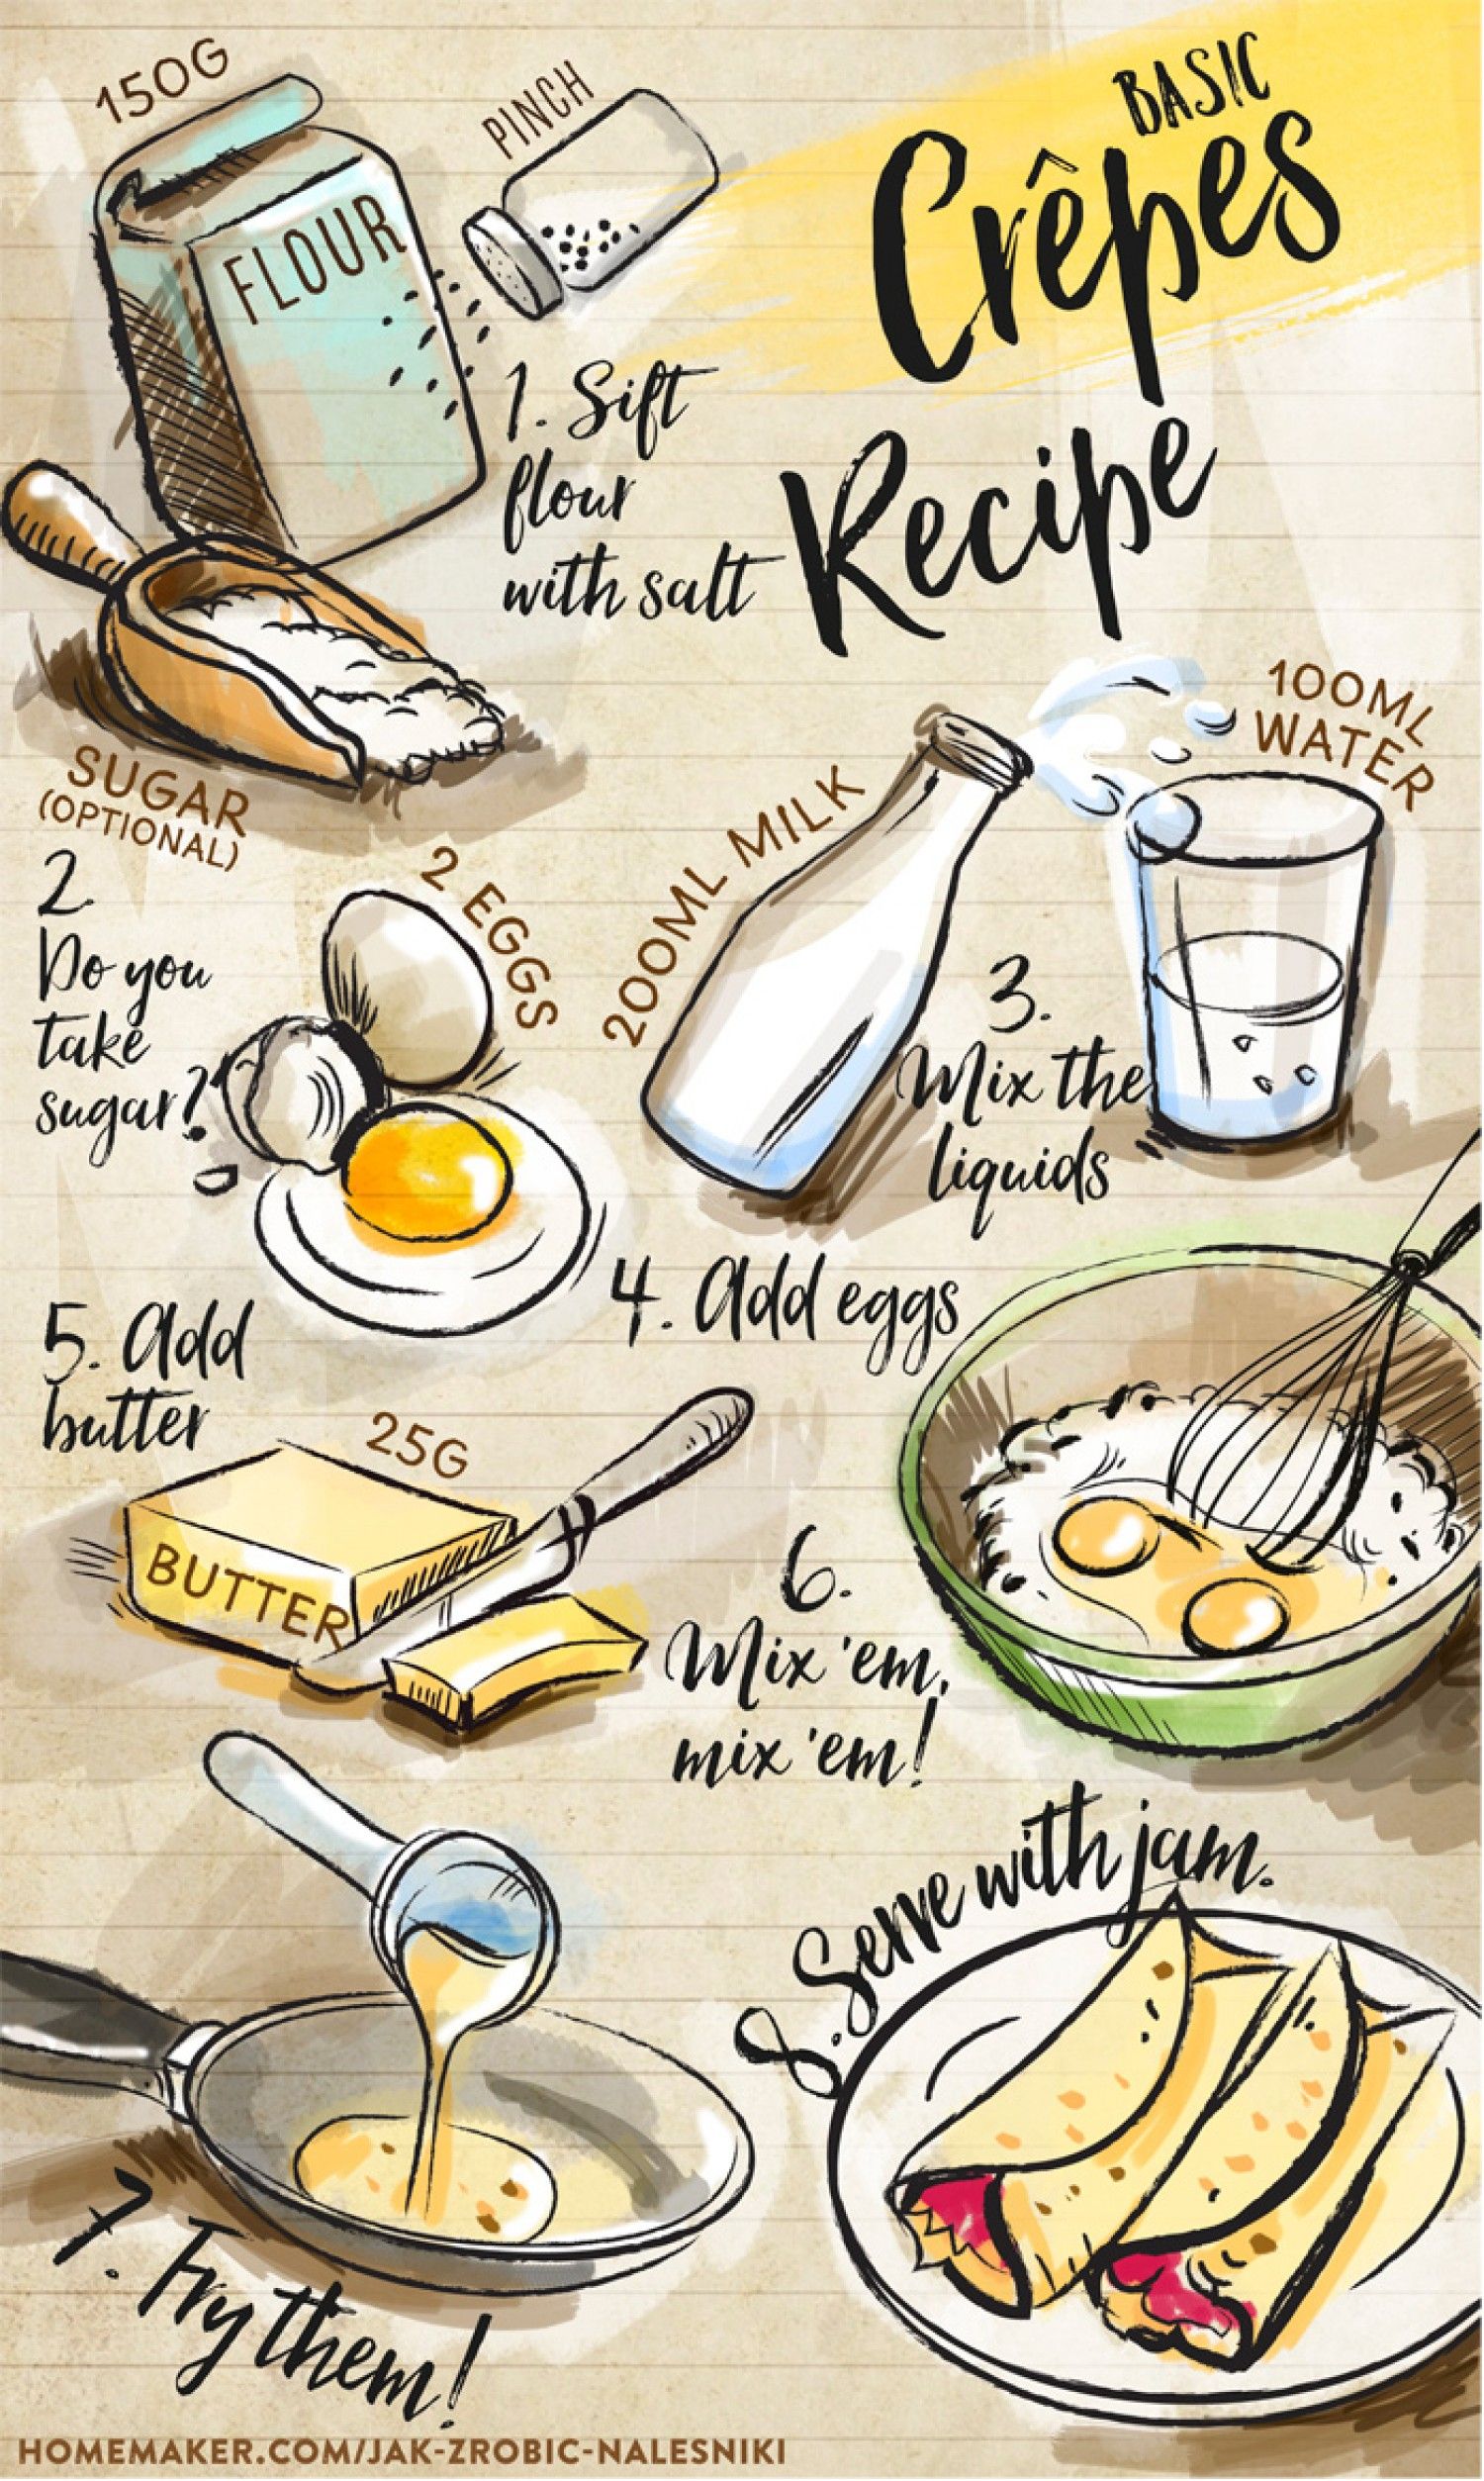 BASIC
Crêpes
Recipe
150G
FLOUR
PINCH
1. Sift
flour
with salt
SUGAR
(OPTIONAL)
2.
Do you
take
sugar?
2 EGGS
200ML MILK
100ML
WATER
3.
Mix the
liquids
4. Add eggs
5. Add
butter
25G
BUTTER
6.
Mix 'em,
mix 'em!
7. Fry them!
8. Serve with jam.
HOMEMAKER.COM/JAK-ZROBIC-NALESNIKI